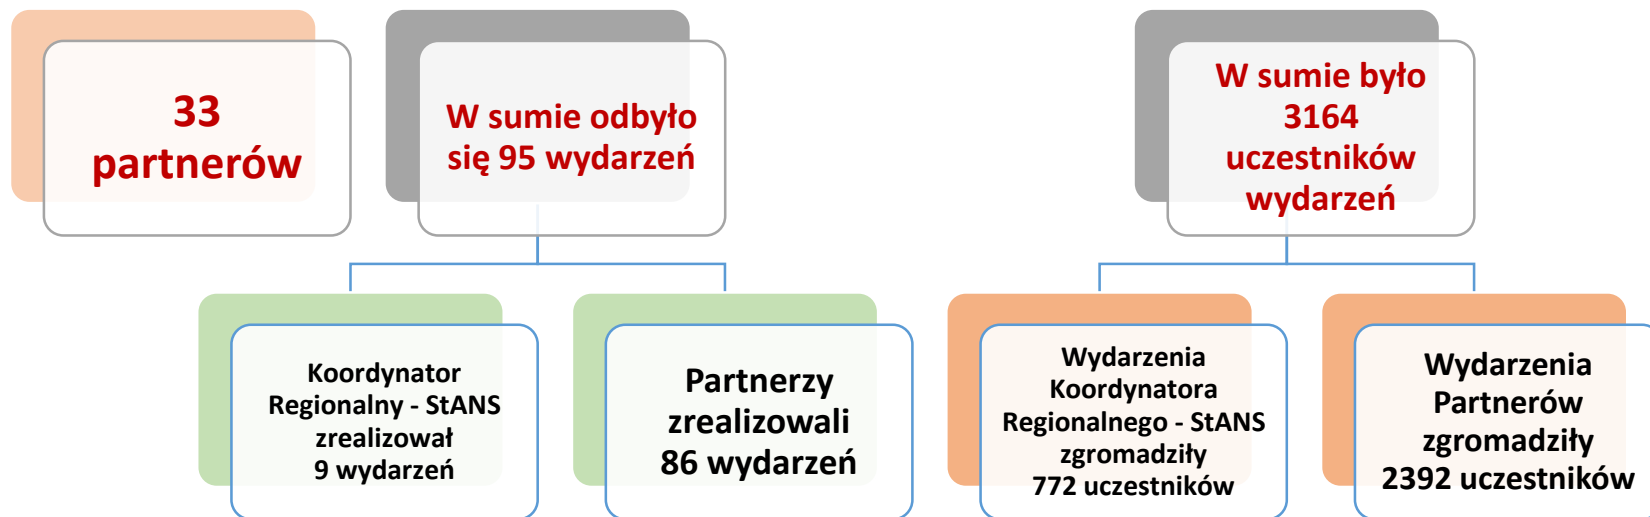 33
partnerów
W sumie odbyło
się 95 wydarzeń
W sumie było
3164
uczestników
wydarzeń
Koordynator
Regionalny - StANS
zrealizował
9 wydarzeń
Partnerzy
zrealizowali
86 wydarzeń
Wydarzenia
Koordynatora
Regionalnego - StANS
zgromadziły
772 uczestników
Wydarzenia
Partnerów
zgromadziły
2392 uczestników